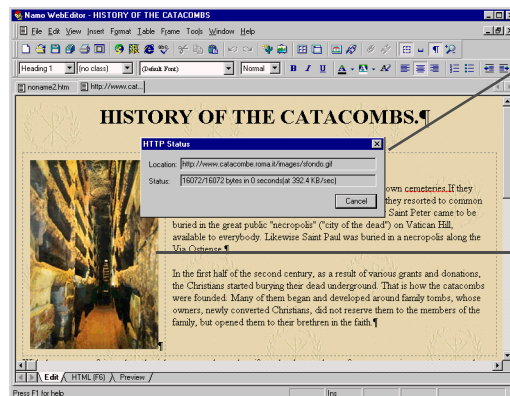 Namo WebEditor - HISTORY OF THE CATACOMBS
File Edit View Insert Format Table Frame Tools Window Help
Heading 1 (no class) (Default Font) Normal B I U A A A²
noname2.htm http://www.cat...
HISTORY OF THE CATACOMBS.¶
HTTP Status
Location: http://www.catacombe.roma.it/images/sfondo.gif
Status: 16072/16072 bytes in 0 seconds(at 392.4 KB/sec)
Cancel
own cemeteries.If they
they resorted to common
Saint Peter came to be
buried in the great public "necropolis" ("city of the dead") on Vatican Hill,
available to everybody. Likewise Saint Paul was buried in a necropolis along the
Via Ostiense.¶
In the first half of the second century, as a result of various grants and donations,
the Christians started burying their dead underground. That is how the catacombs
were founded. Many of them began and developed around family tombs, whose
owners, newly converted Christians, did not reserve them to the members of the
family, but opened them to their brethren in the faith.¶
¶
Edit HTML (F6) Preview
Press F1 for help Ins